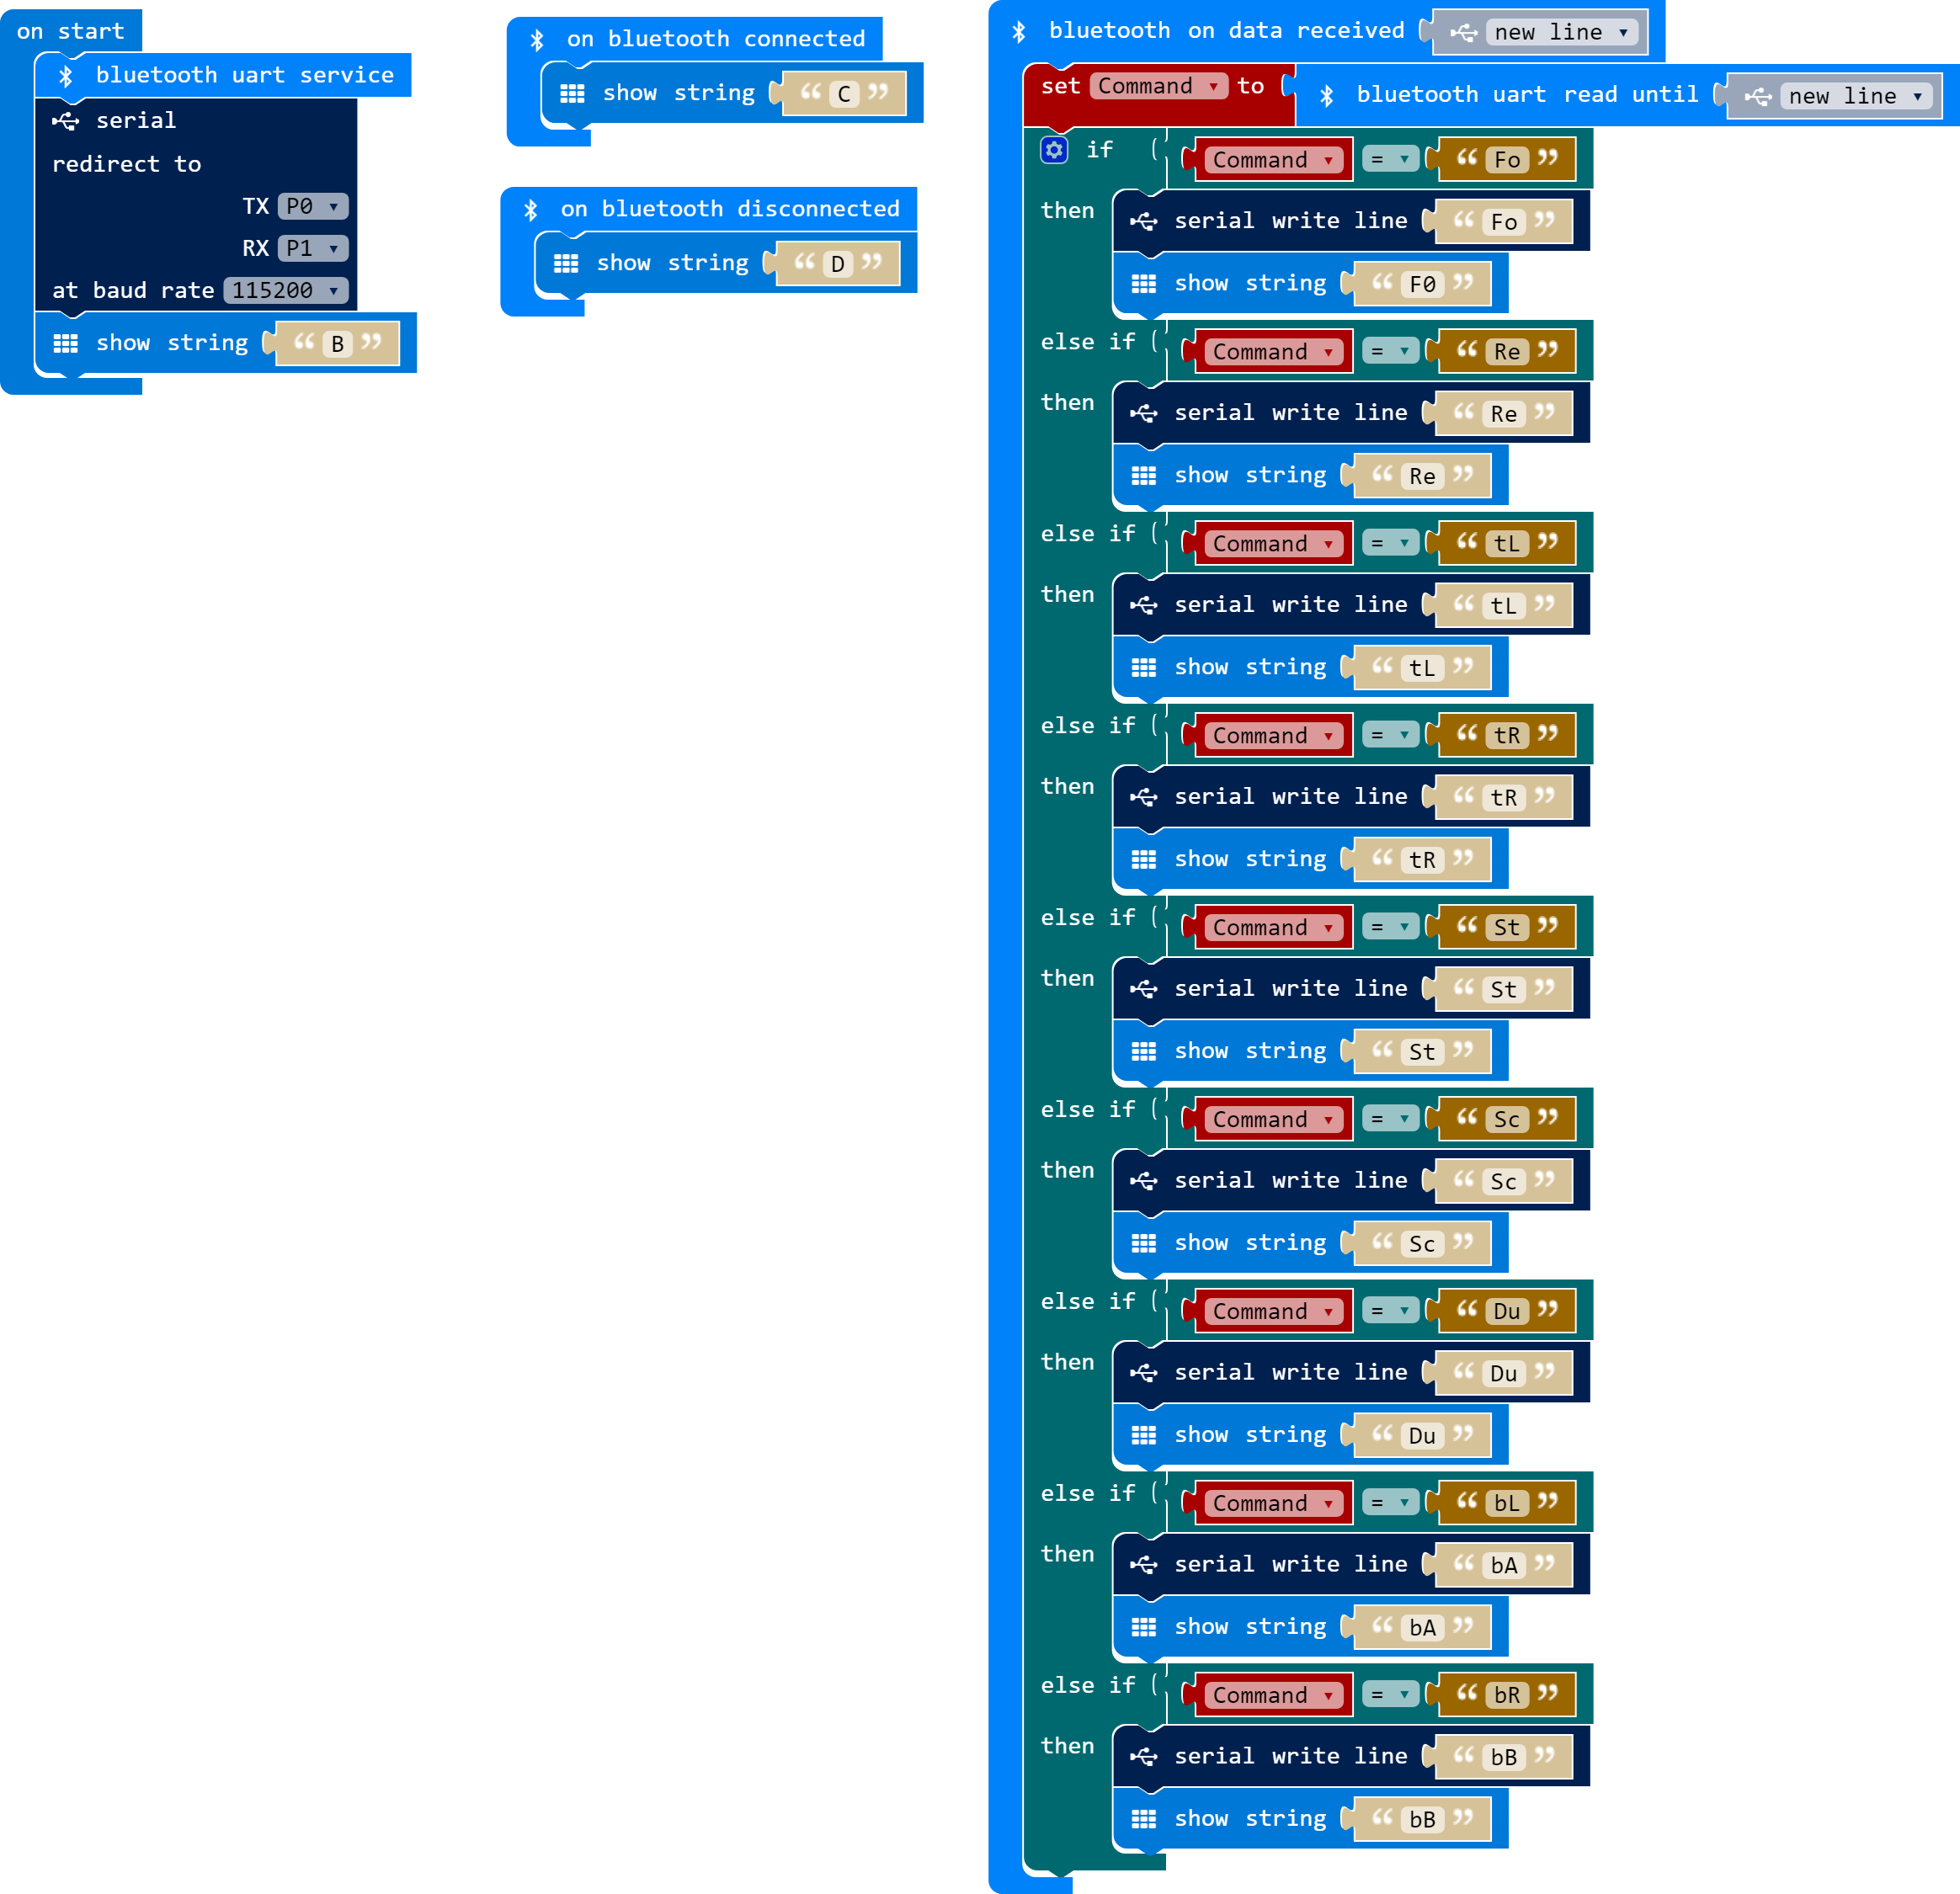 on start
bluetooth uart service
serial
redirect to
TX P0
RX P1
at baud rate 115200
show string “ B ”
on bluetooth connected
show string “ C ”
on bluetooth disconnected
show string “ D ”
bluetooth on data received new line
set Command to bluetooth uart read until new line
if Command = “ Fo ”
then serial write line “ Fo ”
show string “ F0 ”
else if Command = “ Re ”
then serial write line “ Re ”
show string “ Re ”
else if Command = “ tL ”
then serial write line “ tL ”
show string “ tL ”
else if Command = “ tR ”
then serial write line “ tR ”
show string “ tR ”
else if Command = “ St ”
then serial write line “ St ”
show string “ St ”
else if Command = “ Sc ”
then serial write line “ Sc ”
show string “ Sc ”
else if Command = “ Du ”
then serial write line “ Du ”
show string “ Du ”
else if Command = “ bL ”
then serial write line “ bA ”
show string “ bA ”
else if Command = “ bR ”
then serial write line “ bB ”
show string “ bB ”